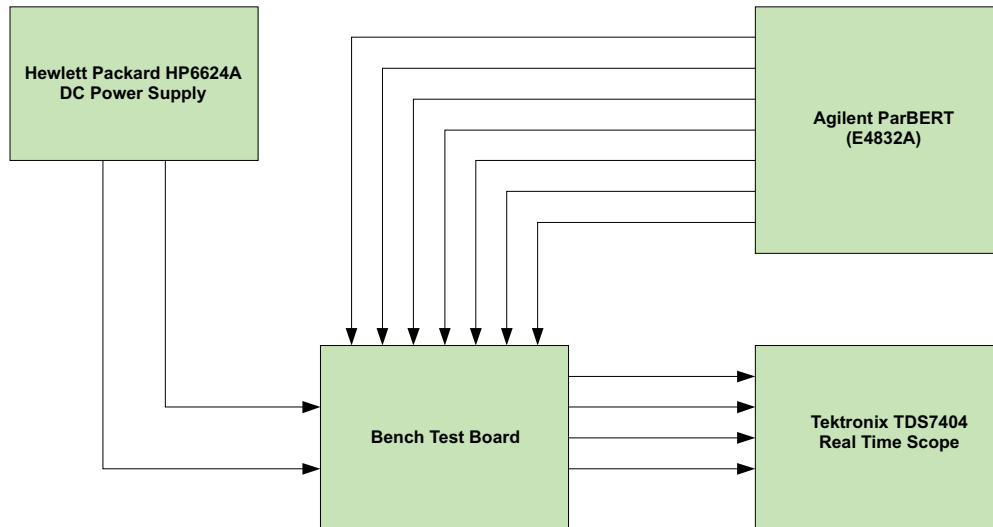 Hewlett Packard HP6624A
DC Power Supply
Agilent ParBERT
(E4832A)
Bench Test Board
Tektronix TDS7404
Real Time Scope